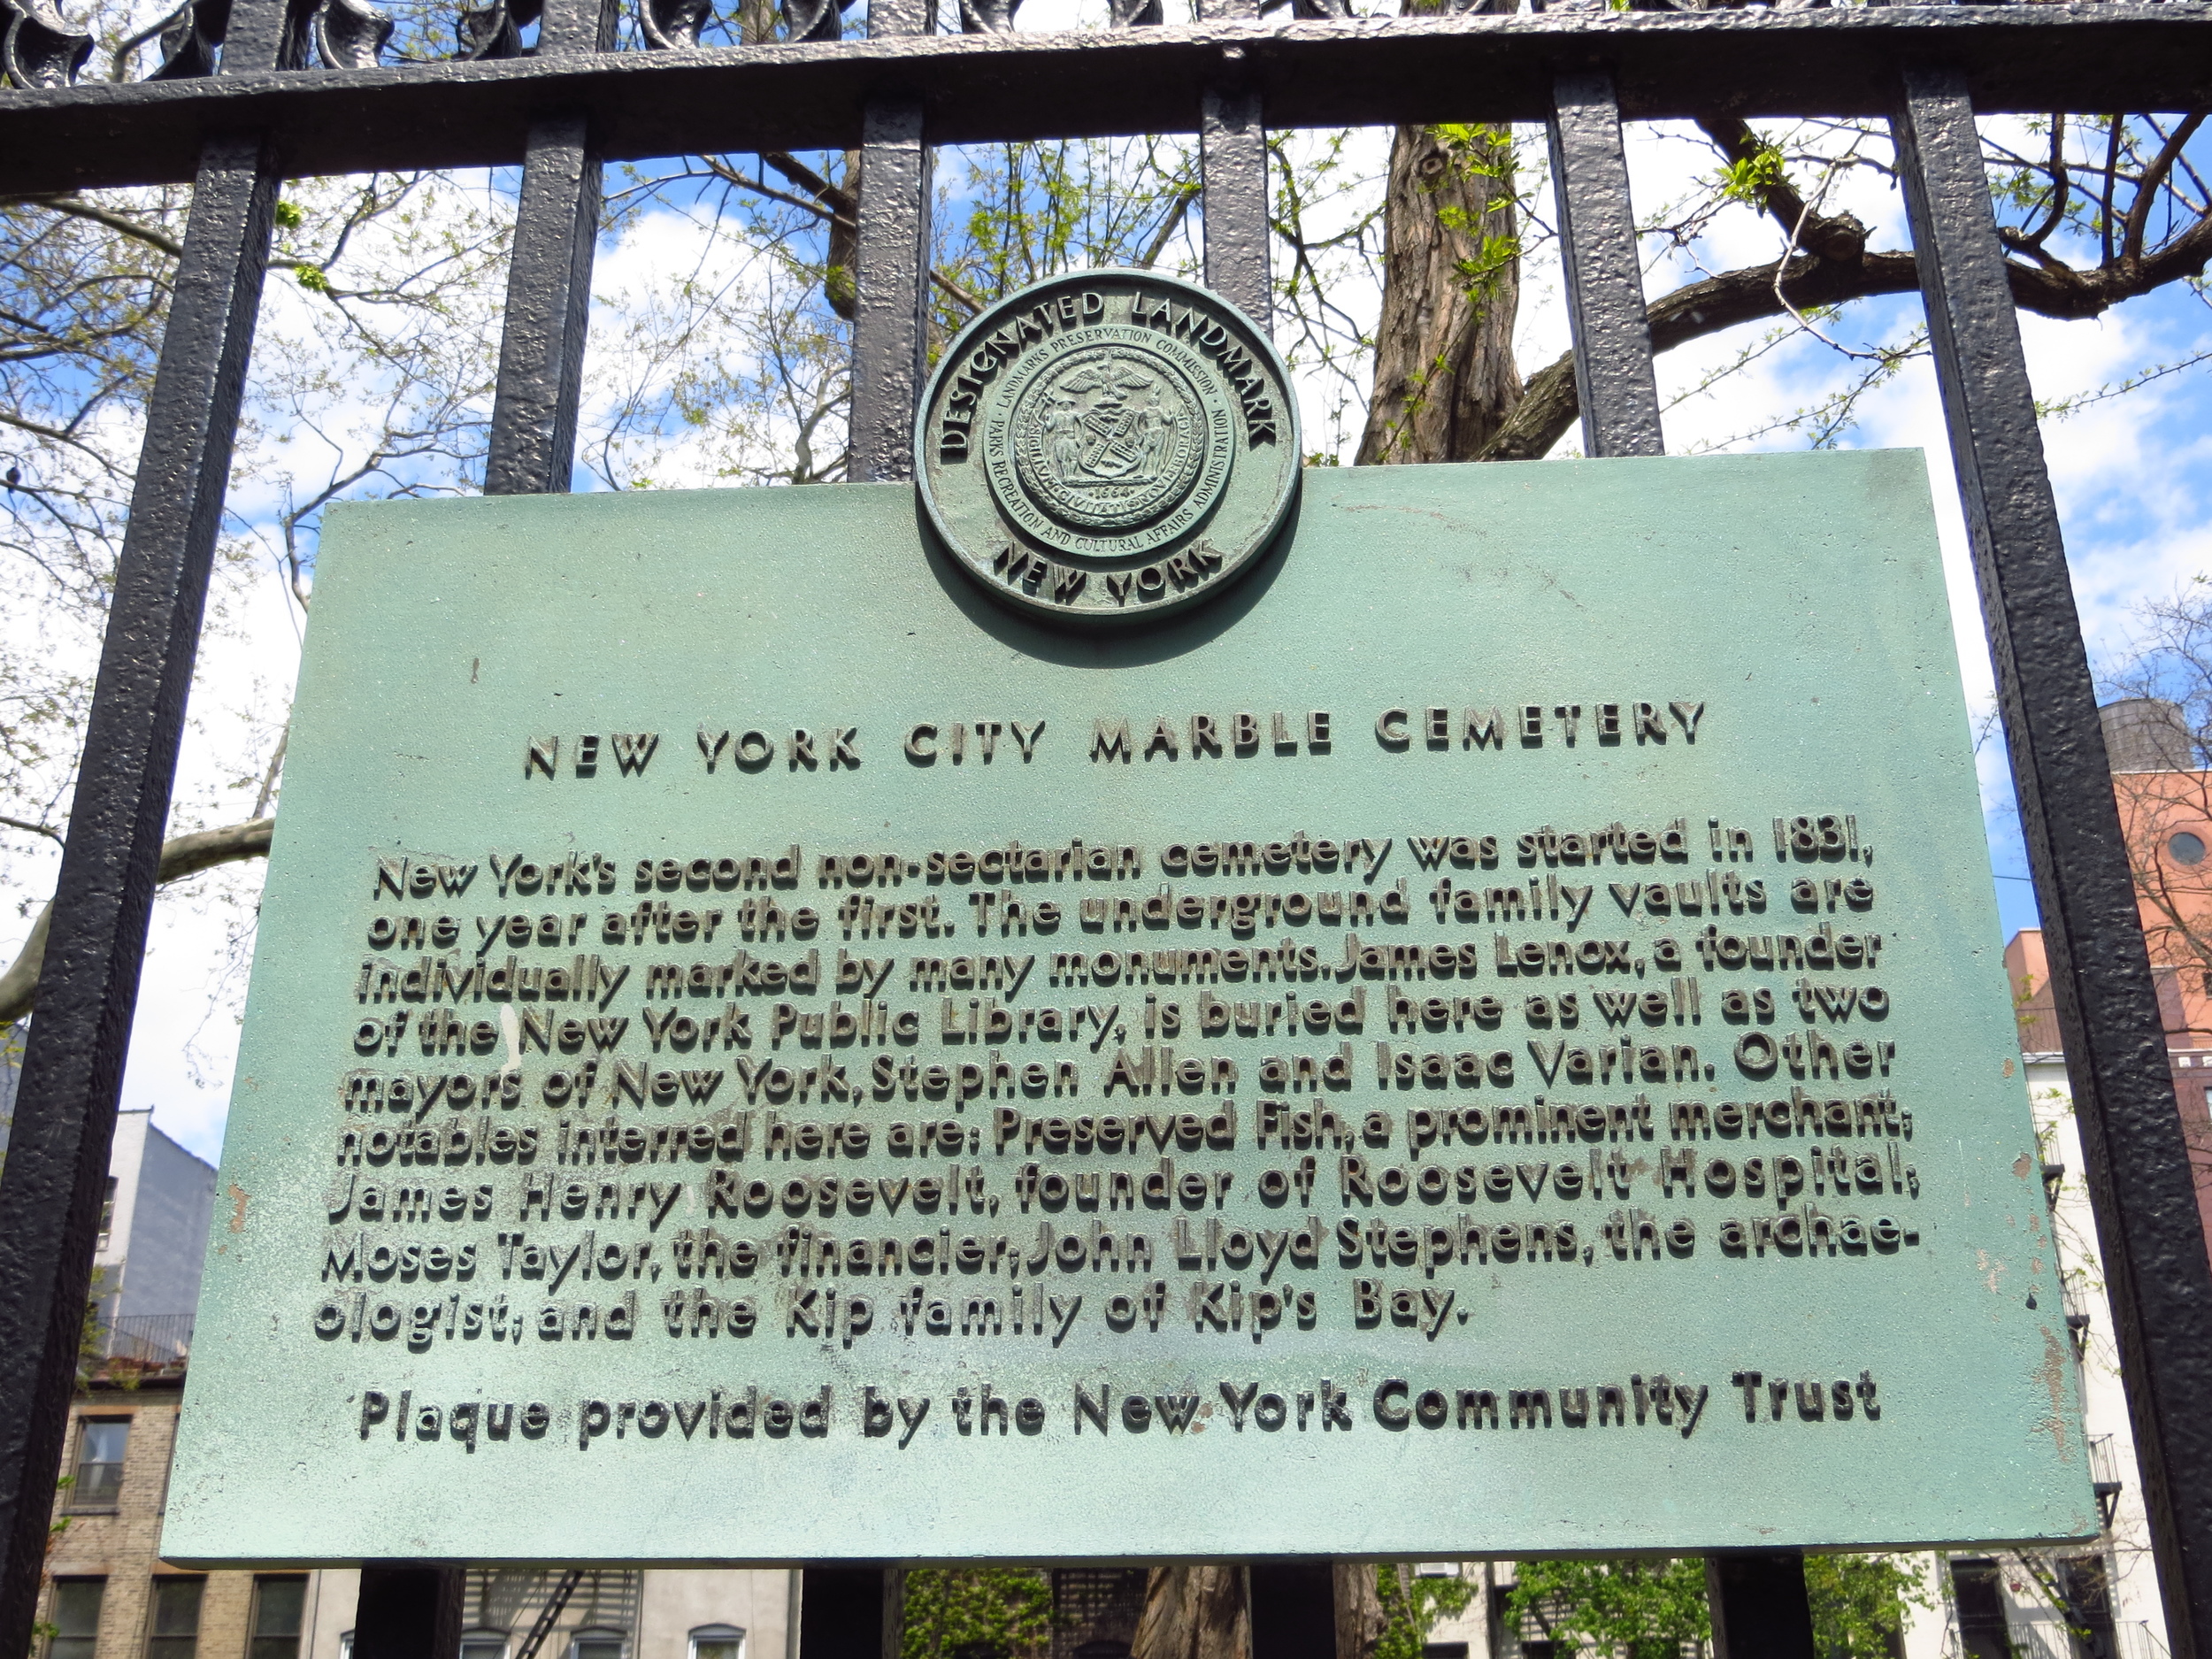 DESIGNATED LANDMARK
LANDMARKS PRESERVATION COMMISSION
PARKS RECREATION AND CULTURAL AFFAIRS ADMINISTRATION
1664
NEW YORK
NEW YORK CITY MARBLE CEMETERY
New York's second non-sectarian cemetery was started in 1831,
one year after the first. The underground family vaults are
individually marked by many monuments. James Lenox, a founder
of the New York Public Library, is buried here as well as two
mayors of New York, Stephen Allen and Isaac Varian. Other
notables interred here are: Preserved Fish, a prominent merchant;
James Henry Roosevelt, founder of Roosevelt Hospital;
Moses Taylor, the financier; John Lloyd Stephens, the archae-
ologist; and the Kip family of Kip's Bay.
Plaque provided by the New York Community Trust